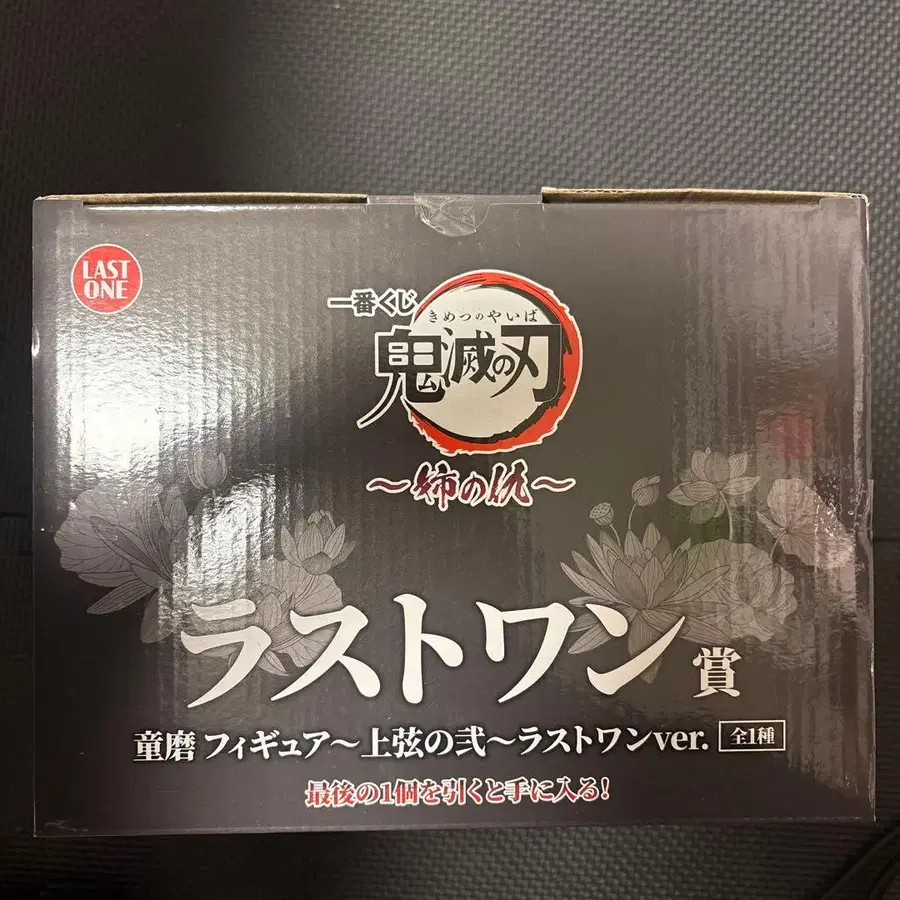 LAST
ONE
一番くじ
きめつのやいば
鬼滅の刃
～姉の仇～
ラストワン賞
童磨 フィギュア～上弦の弐～ラストワンver. 全1種
最後の1個を引くと手に入る!